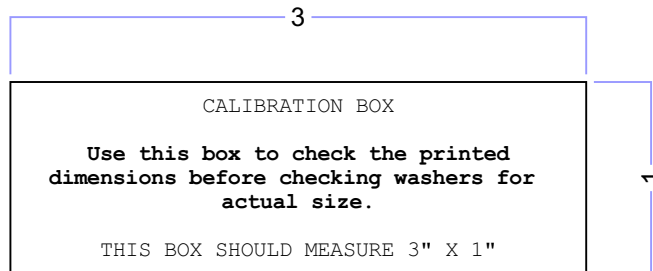 3
CALIBRATION BOX
Use this box to check the printed
dimensions before checking washers for
actual size.
1
THIS BOX SHOULD MEASURE 3" X 1"